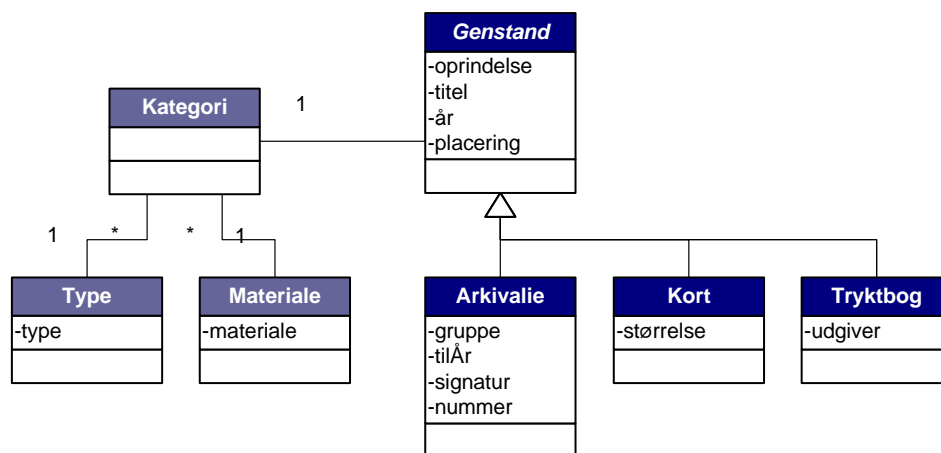 Genstand
-oprindelse
-titel
-år
-placering
Kategori
1
1
*
*
1
Type
-type
Materiale
-materiale
Arkivalie
-gruppe
-tilÅr
-signatur
-nummer
Kort
-størrelse
Tryktbog
-udgiver